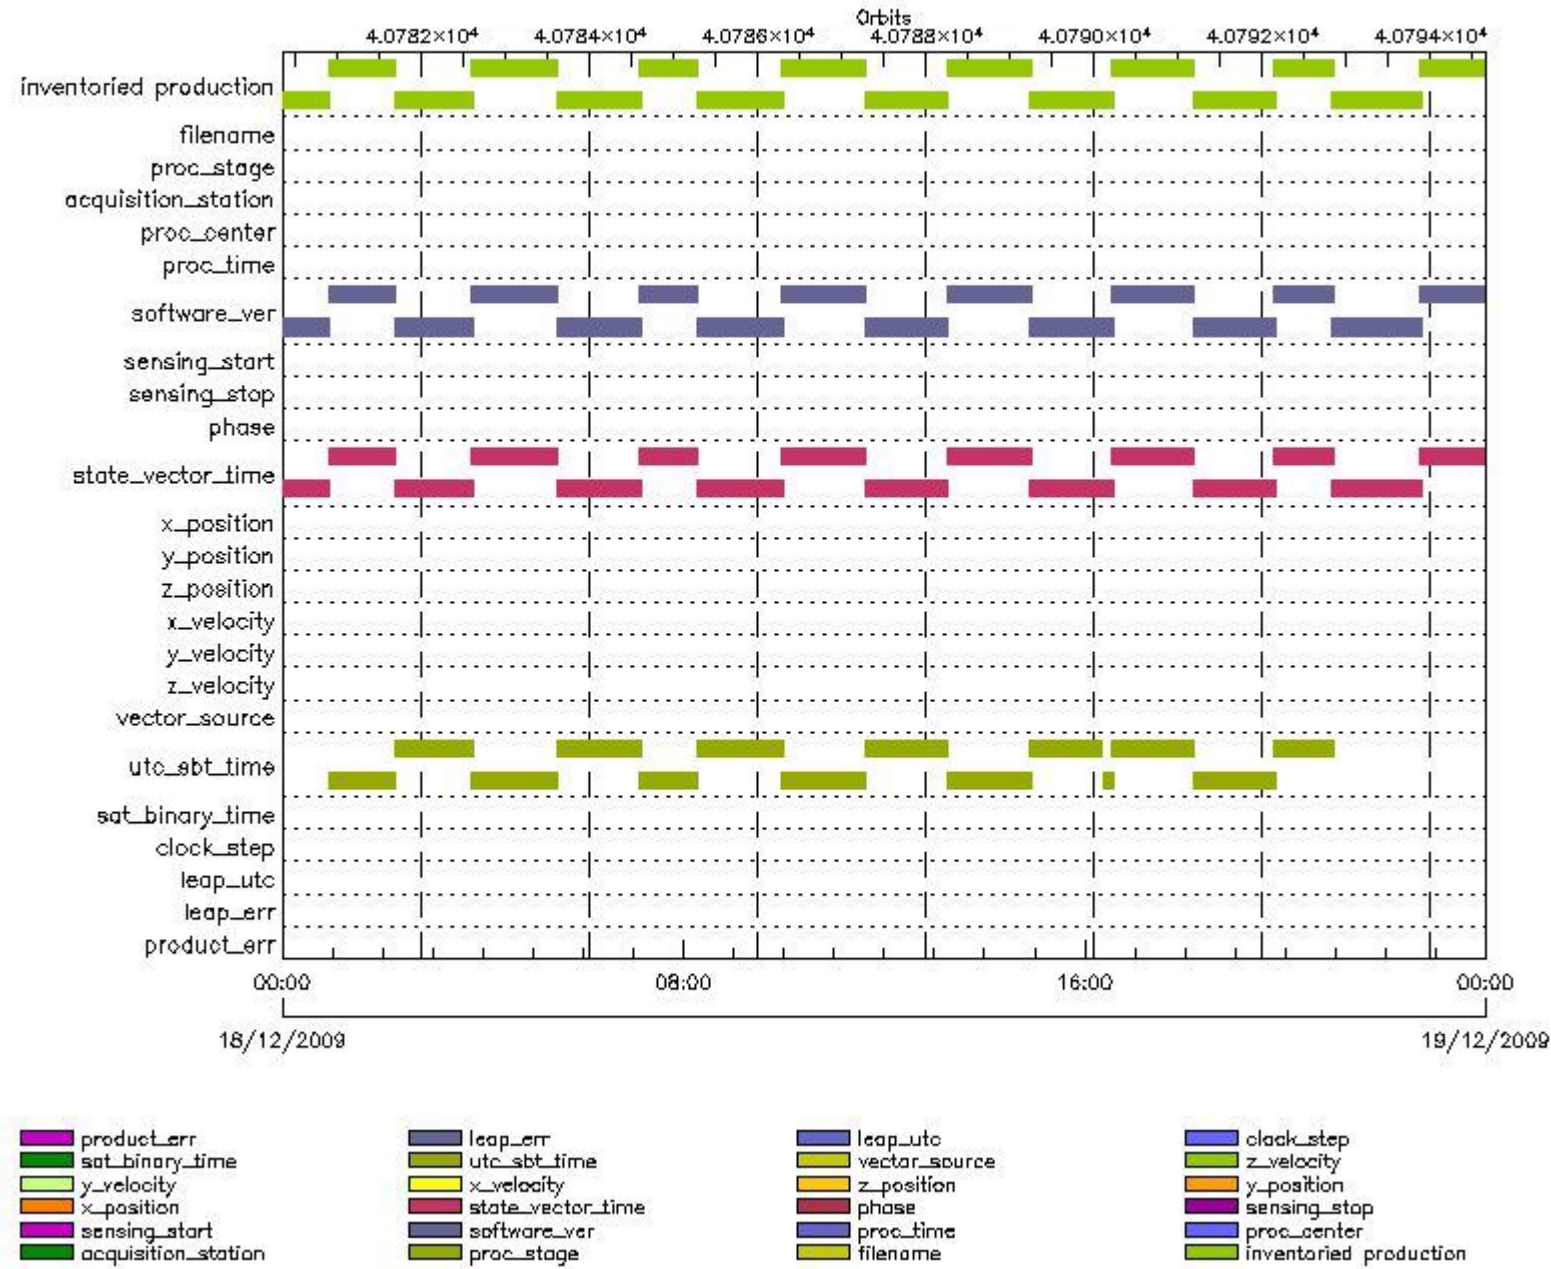 Orbits
4.0782×10⁴ 4.0784×10⁴ 4.0786×10⁴ 4.0788×10⁴ 4.0790×10⁴ 4.0792×10⁴ 4.0794×10⁴
inventoried production
filename
proc_stage
acquisition_station
proc_center
proc_time
software_ver
sensing_start
sensing_stop
phase
state_vector_time
x_position
y_position
z_position
x_velocity
y_velocity
z_velocity
vector_source
utc_sbt_time
sat_binary_time
clock_step
leap_utc
leap_err
product_err
00:00 08:00 16:00 00:00
18/12/2009 19/12/2009
product_err leap_err leap_utc clock_step
sat_binary_time utc_sbt_time vector_source z_velocity
y_velocity x_velocity z_position y_position
x_position state_vector_time phase sensing_stop
sensing_start software_ver proc_time proc_center
acquisition_station proc_stage filename inventoried production